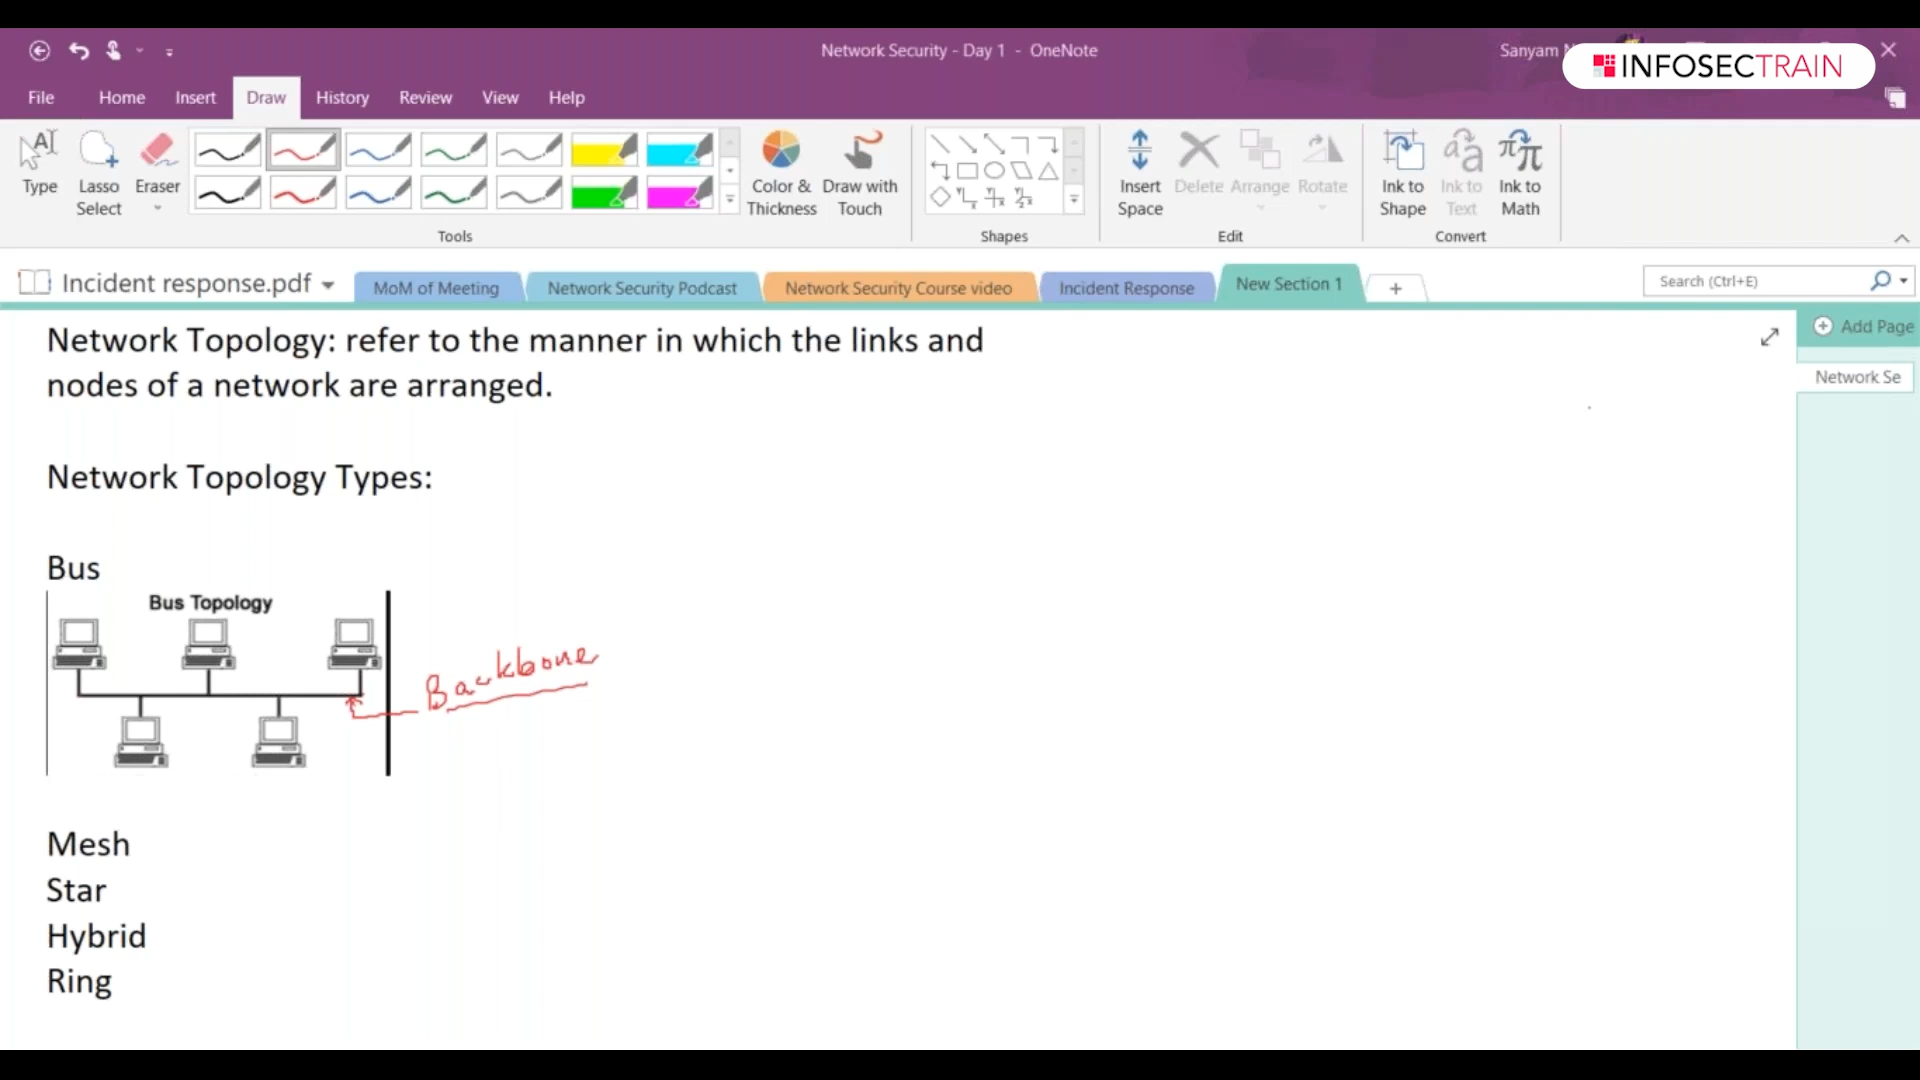 Network Security - Day 1 - OneNote
Sanyam
INFOSECTRAIN
File Home Insert Draw History Review View Help
Type
Lasso Select
Eraser
Color & Thickness
Draw with Touch
Insert Space
Delete
Arrange
Rotate
Ink to Shape
Ink to Text
Ink to Math
Tools Shapes Edit Convert
Incident response.pdf MoM of Meeting Network Security Podcast Network Security Course video Incident Response New Section 1 + Search (Ctrl+E)
Add Page
Network Se
Network Topology: refer to the manner in which the links and
nodes of a network are arranged.
Network Topology Types:
Bus
Bus Topology
Backbone
Mesh
Star
Hybrid
Ring